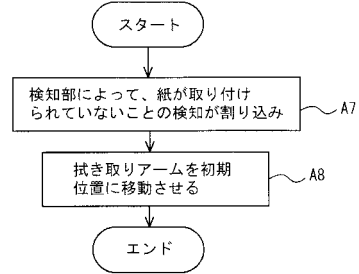 スタート
検知部によって、紙が取り付け
られていないことの検知が割り込み
A7
拭き取りアームを初期
位置に移動させる
A8
エンド